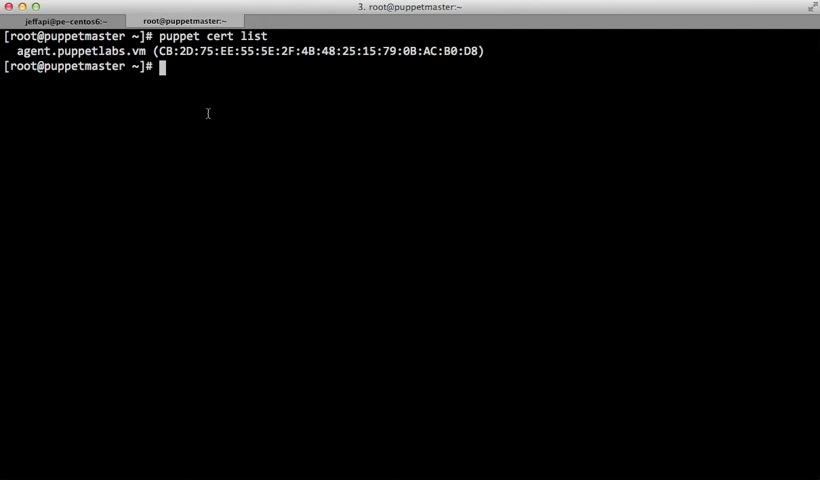 3. root@puppetmaster:~
jeffapi@pe-centos6:~
root@puppetmaster:~
[root@puppetmaster ~]# puppet cert list
agent.puppetlabs.vm (CB:2D:75:EE:55:5E:2F:4B:48:25:15:79:0B:AC:B0:D8)
[root@puppetmaster ~]#